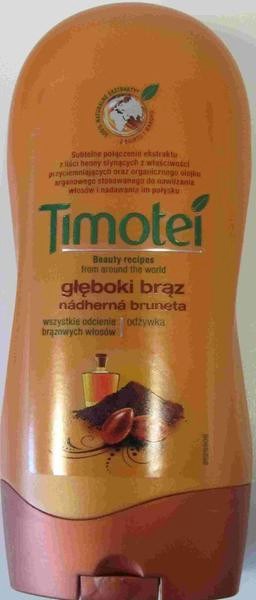 Subtelne połączenie ekstraktu
z liści henny słynących z właściwości
przyciemniających oraz organicznego olejku
arganowego stosowanego do nawilżania
włosów i nadawania im połysku
Timotei
Beauty recipes
from around the world
głęboki brąz
nádherná bruneta
wszystkie odcienie
brązowych włosów
odżywka